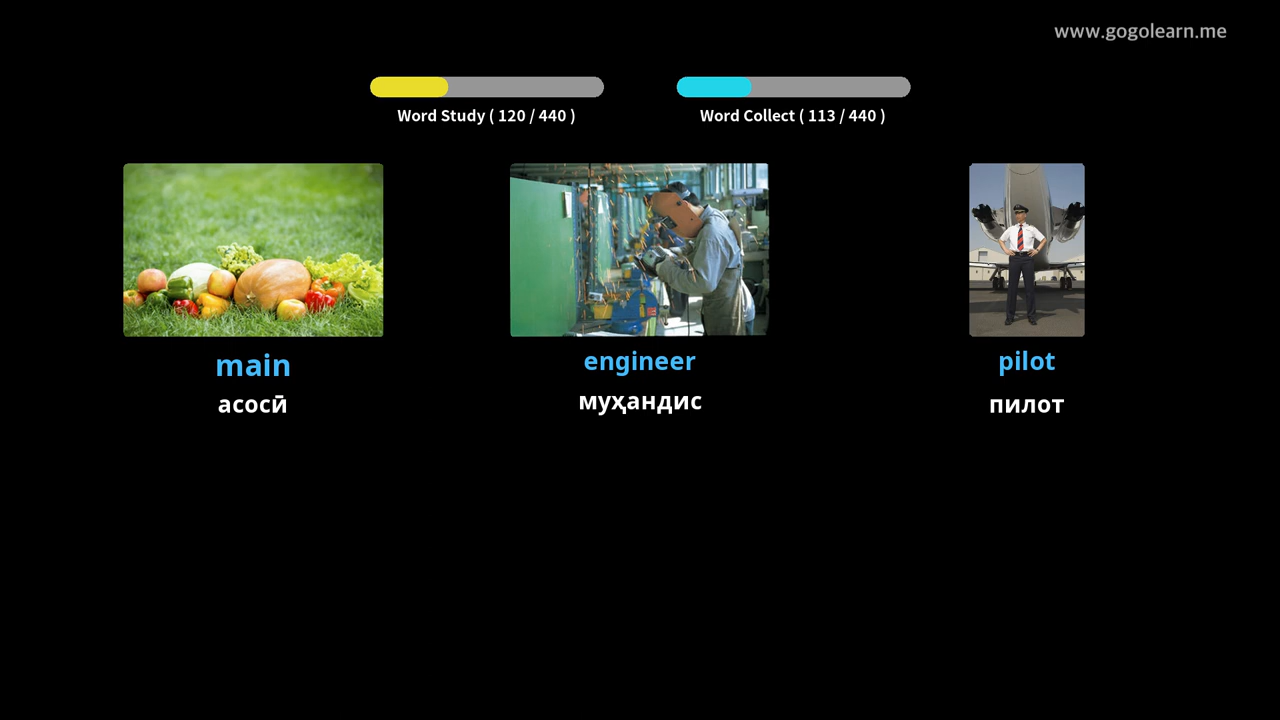 www.gogolearn.me
Word Study ( 120 / 440 )
Word Collect ( 113 / 440 )
main
engineer
pilot
асосӣ
муҳандис
пилот